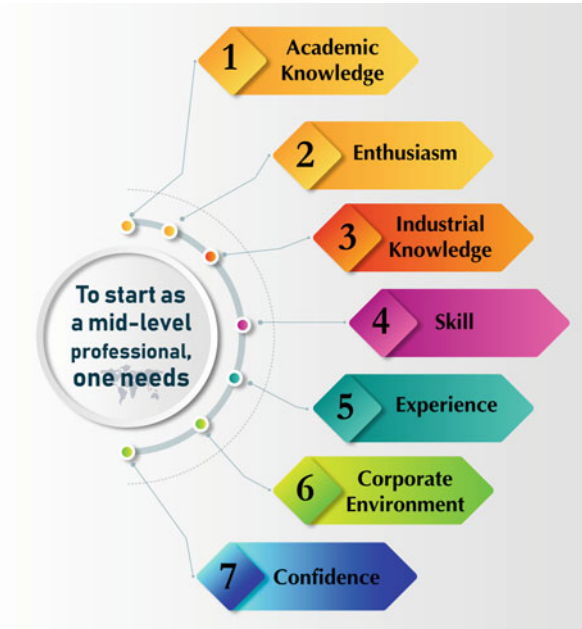 1
Academic
Knowledge
2
Enthusiasm
3
Industrial
Knowledge
To start as
a mid-level
professional,
one needs
4
Skill
5
Experience
6
Corporate
Environment
7
Confidence